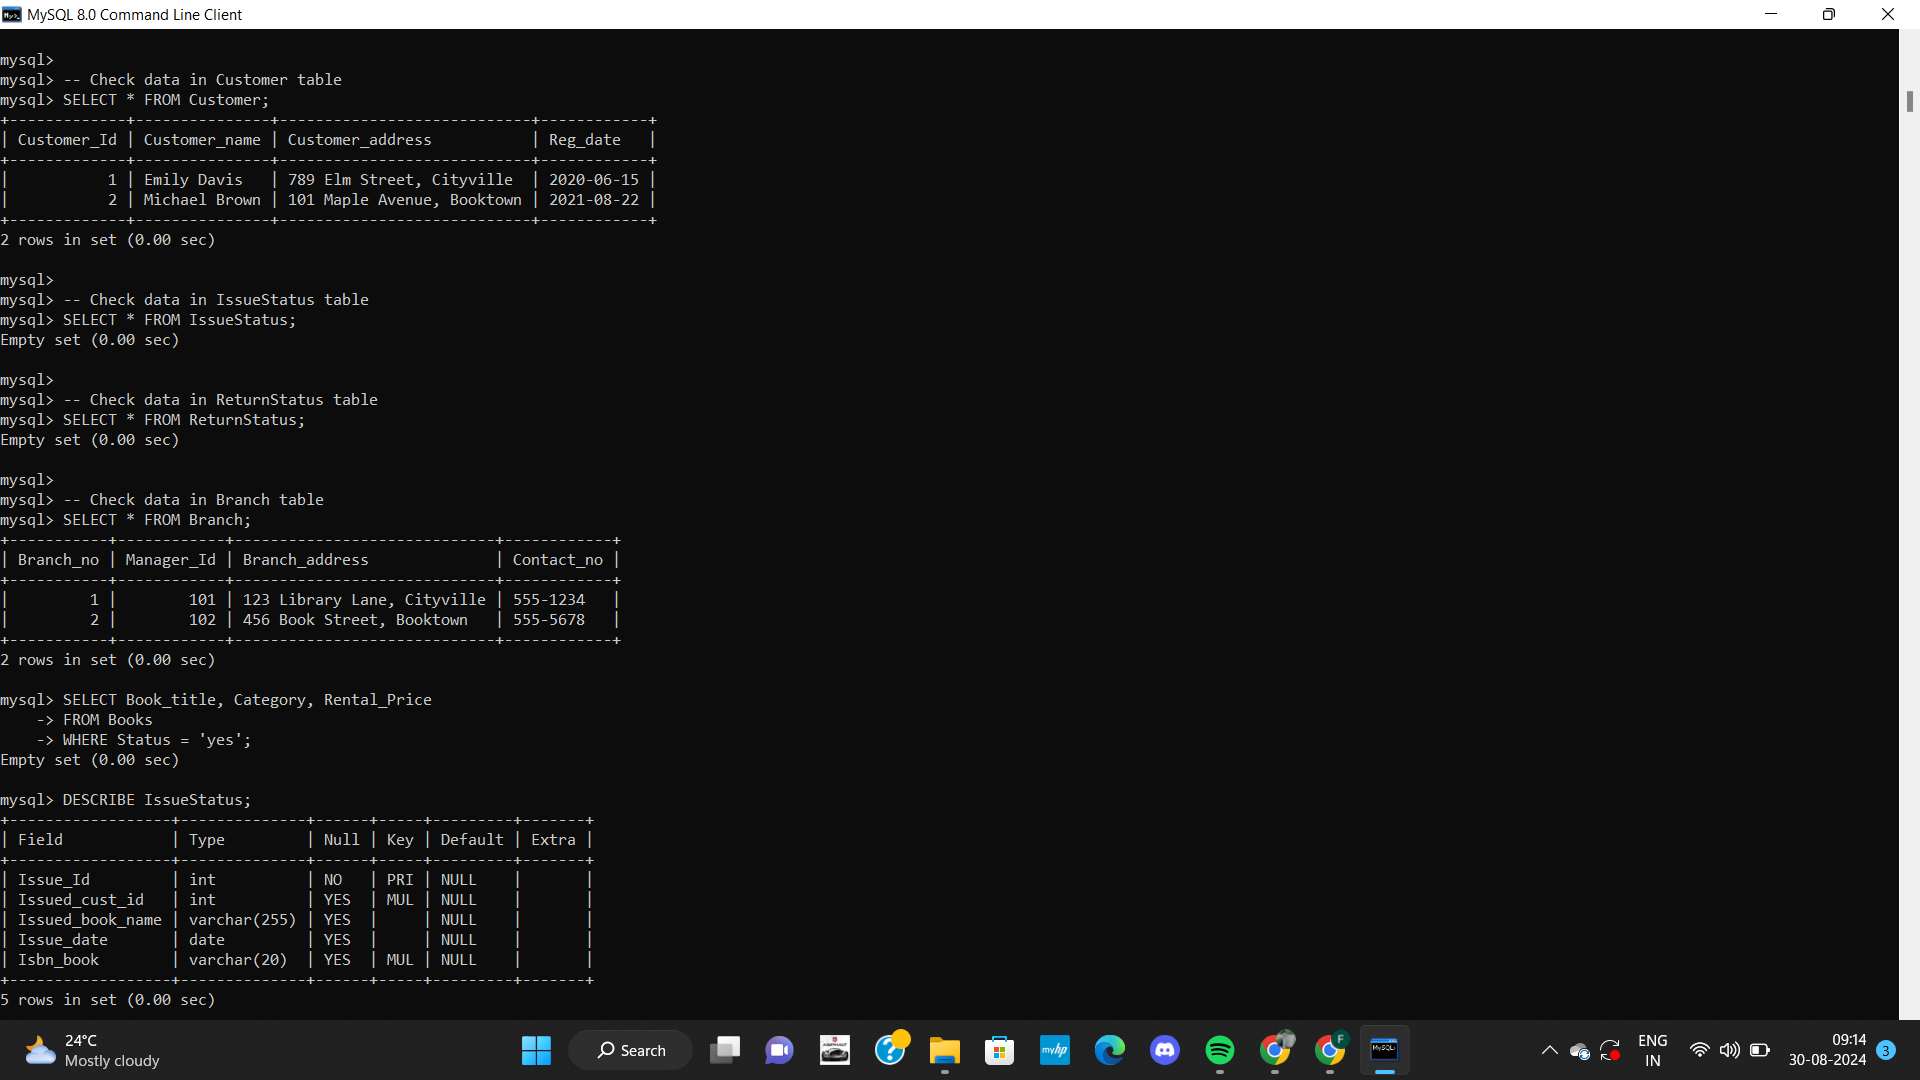 MySQL 8.0 Command Line Client
mysql>
mysql> -- Check data in Customer table
mysql> SELECT * FROM Customer;
+-------------+---------------+----------------------------+------------+
| Customer_Id | Customer_name | Customer_address           | Reg_date   |
+-------------+---------------+----------------------------+------------+
|           1 | Emily Davis   | 789 Elm Street, Cityville  | 2020-06-15 |
|           2 | Michael Brown | 101 Maple Avenue, Booktown | 2021-08-22 |
+-------------+---------------+----------------------------+------------+
2 rows in set (0.00 sec)
mysql>
mysql> -- Check data in IssueStatus table
mysql> SELECT * FROM IssueStatus;
Empty set (0.00 sec)
mysql>
mysql> -- Check data in ReturnStatus table
mysql> SELECT * FROM ReturnStatus;
Empty set (0.00 sec)
mysql>
mysql> -- Check data in Branch table
mysql> SELECT * FROM Branch;
+-----------+------------+-----------------------------+------------+
| Branch_no | Manager_Id | Branch_address              | Contact_no |
+-----------+------------+-----------------------------+------------+
|         1 |        101 | 123 Library Lane, Cityville | 555-1234   |
|         2 |        102 | 456 Book Street, Booktown   | 555-5678   |
+-----------+------------+-----------------------------+------------+
2 rows in set (0.00 sec)
mysql> SELECT Book_title, Category, Rental_Price
    -> FROM Books
    -> WHERE Status = 'yes';
Empty set (0.00 sec)
mysql> DESCRIBE IssueStatus;
+------------------+--------------+------+-----+---------+-------+
| Field            | Type         | Null | Key | Default | Extra |
+------------------+--------------+------+-----+---------+-------+
| Issue_Id         | int          | NO   | PRI | NULL    |       |
| Issued_cust_id   | int          | YES  | MUL | NULL    |       |
| Issued_book_name | varchar(255) | YES  |     | NULL    |       |
| Issue_date       | date         | YES  |     | NULL    |       |
| Isbn_book        | varchar(20)  | YES  | MUL | NULL    |       |
+------------------+--------------+------+-----+---------+-------+
5 rows in set (0.00 sec)
24°C
Mostly cloudy
Search
myhp
F
MySQL
ENG
IN
09:14
30-08-2024
3